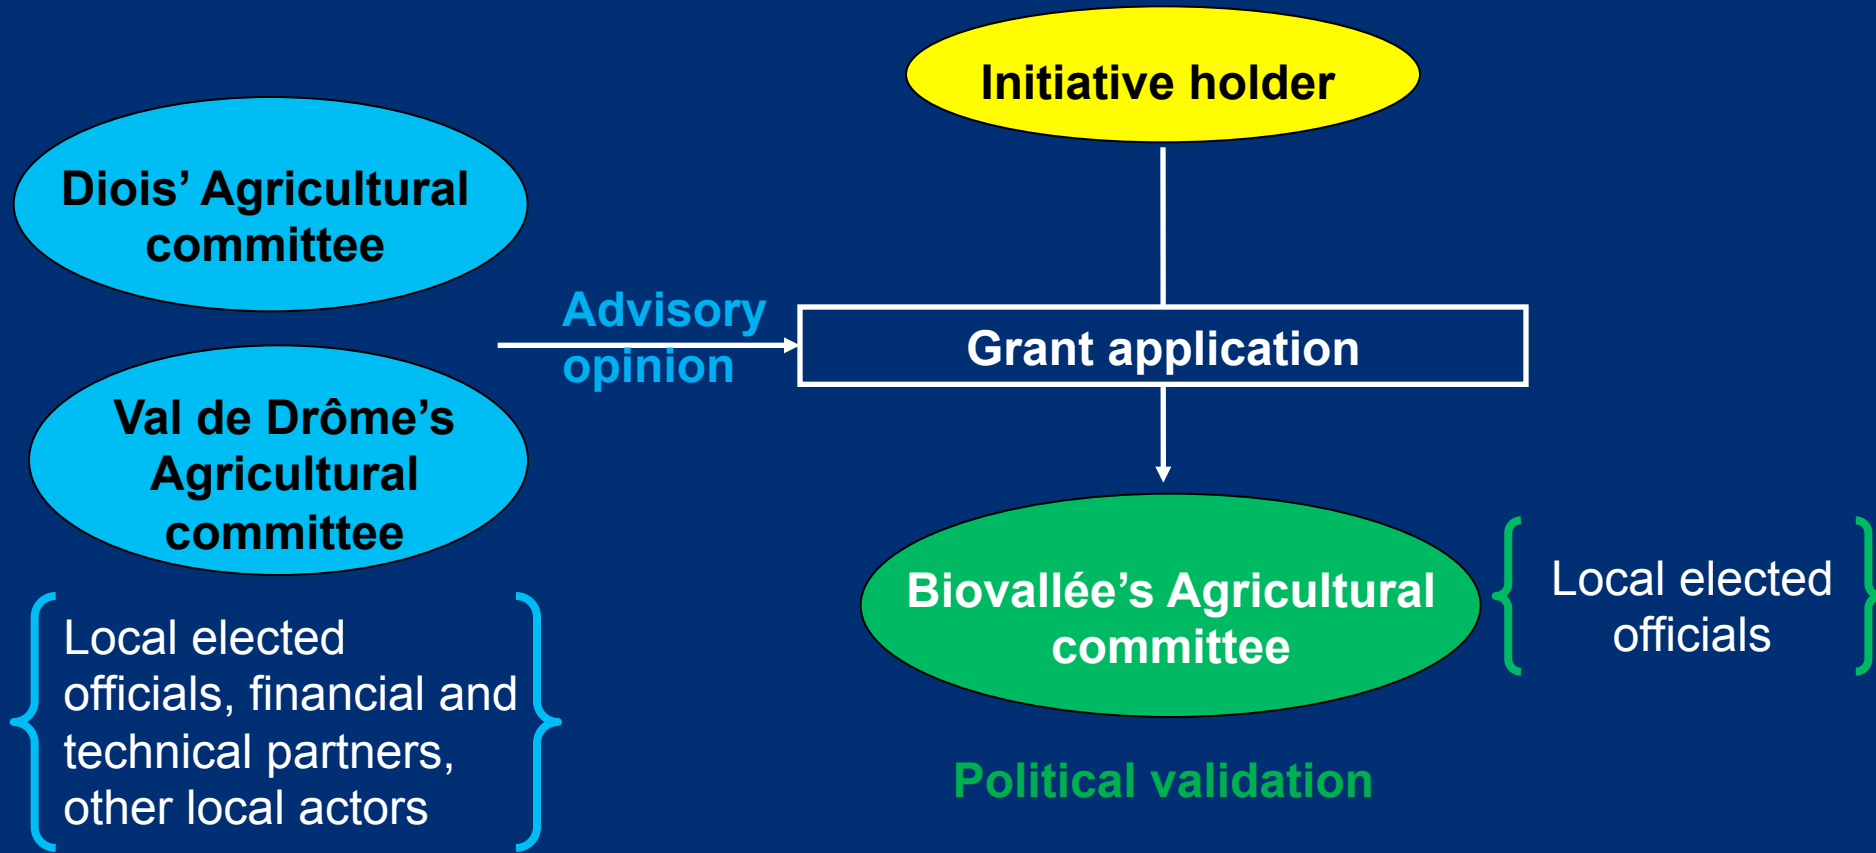 Initiative holder
Diois’ Agricultural
committee
Advisory
opinion
Grant application
Val de Drôme’s
Agricultural
committee
Biovallée’s Agricultural
committee
Local elected
officials
Local elected
officials, financial and
technical partners,
other local actors
Political validation